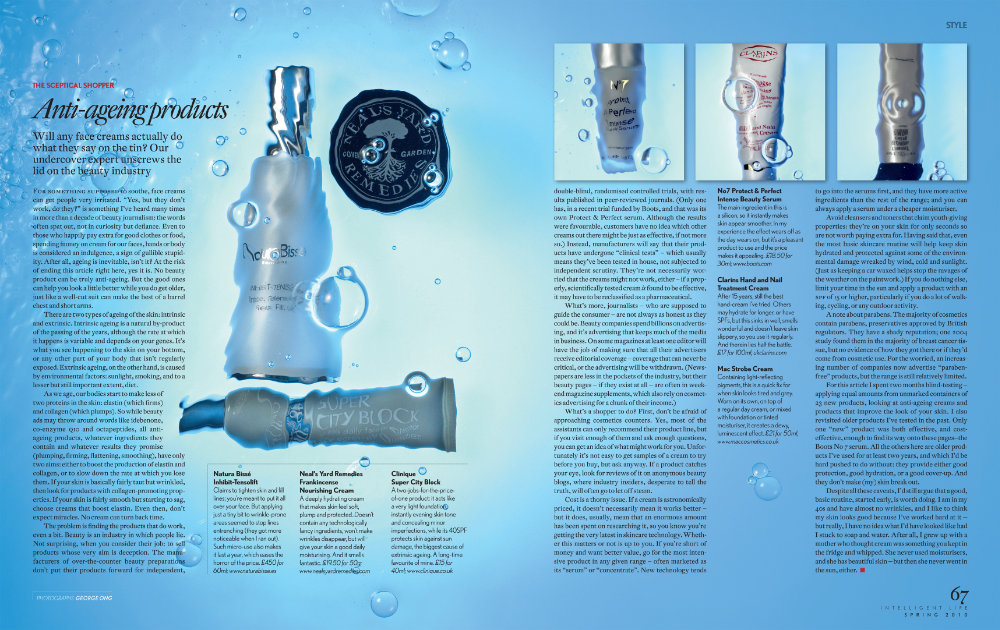 STYLE
THE SCEPTICAL SHOPPER
Anti-ageing products
Will any face creams actually do
what they say on the tin? Our
undercover expert unscrews the
lid on the beauty industry
FOR SOMETHING SUPPOSED to soothe, face creams
can get people very irritated. "Yes, but they don't
work, do they?" is something I've heard many times
in more than a decade of beauty journalism: the words
often spat out, not in curiosity but defiance. Even to
those who happily pay extra for good clothes or food,
spending money on cream for our faces, hands or body
is considered an indulgence, a sign of gullible stupid-
ity. After all, ageing is inevitable, isn't it? At the risk
of ending this article right here, yes it is. No beauty
product can be truly anti-ageing. But the good ones
can help you look a little better while you do get older,
just like a well-cut suit can make the best of a barrel
chest and short arms.
There are two types of ageing of the skin: intrinsic
and extrinsic. Intrinsic ageing is a natural by-product
of the passing of the years, although the rate at which
it happens is variable and depends on your genes. It's
what you see happening to the skin on your bottom,
or any other part of your body that isn't regularly
exposed. Extrinsic ageing, on the other hand, is caused
by environmental factors: sunlight, smoking, and to a
lesser but still important extent, diet.
As we age, our bodies start to make less of
two proteins in the skin: elastin (which firms)
and collagen (which plumps). So while beauty
ads may throw around words like idebenone,
co-enzyme Q10 and octapeptides, all anti-
ageing products, whatever ingredients they
contain and whatever results they promise
(plumping, firming, flattening, smoothing), have only
two aims: either to boost the production of elastin and
collagen, or to slow down the rate at which you lose
them. If your skin is basically fairly taut but wrinkled,
then look for products with collagen-promoting prop-
erties. If your skin is fairly smooth but starting to sag,
choose creams that boost elastin. Even then, don't
expect miracles. No cream can turn back time.
The problem is finding the products that do work,
even a bit. Beauty is an industry in which people lie.
Not surprising, when you consider their job to sell
products whose very aim is deception. The manu-
facturers of over-the-counter beauty preparations
don't put their products forward for independent,
NEAL'S YARD
COVENT GARDEN
REMEDIES
Natura Bissé
INHIBIT-TENSOLIFT
SUPER
CITY BLOCK
Natura Bissé
Inhibit-Tensolift
Claims to tighten skin and fill
lines; you're meant to put it all
over your face. But applying
just a tiny bit to wrinkle-prone
areas seemed to stop lines
entrenching (they got more
noticeable when I ran out).
Such micro-use also makes
it last a year, which eases the
horror of the price. £450 for
60ml; www.naturabisse.es
Neal's Yard Remedies
Frankincense
Nourishing Cream
A deeply hydrating cream
that makes skin feel soft,
plump and protected. Doesn't
contain any technologically
fancy ingredients, won't make
wrinkles disappear, but will
give your skin a good daily
moisturising. And it smells
fantastic. £19.50 for 50g;
www.nealsyardremedies.com
Clinique
Super City Block
A two-jobs-for-the-price-
of-one product: it acts like
a very light foundation,
instantly evening skin tone
and concealing minor
imperfections, while its 40SPF
protects skin against sun
damage, the biggest cause of
extrinsic ageing. A long-time
favourite of mine. £15 for
40ml; www.clinique.co.uk
PHOTOGRAPHS GEORGE ONG
N°7
CLARINS
double-blind, randomised controlled trials, with res-
ults published in peer-reviewed journals. (Only one
has, in a recent trial funded by Boots, and that was its
own Protect & Perfect serum. Although the results
were favourable, customers have no idea which other
creams out there might be just as effective, if not more
so.) Instead, manufacturers will say that their prod-
ucts have undergone "clinical tests" – which usually
means they've been tested in house, not subjected to
independent scrutiny. They're not necessarily wor-
ried that the creams might not work, either – if a prop-
erly, scientifically tested cream is found to be effective,
it may have to be reclassified as a pharmaceutical.
What's more, journalists – who are supposed to
guide the consumer – are not always as honest as they
could be. Beauty companies spend billions on advertis-
ing, and it's advertising that keeps much of the media
in business. On some magazines at least one editor will
have the job of making sure that all their advertisers
receive editorial coverage – coverage that can never be
critical, or the advertising will be withdrawn. (News-
papers are less in the pockets of the industry, but their
beauty pages – if they exist at all – are often in week-
end magazine supplements, which also rely on cosmet-
ics advertising for a chunk of their income.)
What's a shopper to do? First, don't be afraid of
approaching cosmetics counters. Yes, most of the
assistants can only recommend their product line, but
if you visit enough of them and ask enough questions,
you can get an idea of what might work for you. Unfor-
tunately it's not easy to get samples of a cream to try
before you buy, but ask anyway. If a product catches
your eye, look for reviews of it on anonymous beauty
blogs, where industry insiders, desperate to tell the
truth, will often go to let off steam.
Cost is a thorny issue. If a cream is astronomically
priced, it doesn't necessarily mean it works better –
but it does, usually, mean that an enormous amount
has been spent on researching it, so you know you're
getting the very latest in skincare technology. Wheth-
er this matters or not is up to you. If you're short of
money and want better value, go for the most inten-
sive product in any given range – often marketed as
its "serum" or "concentrate". New technology tends
No7 Protect & Perfect
Intense Beauty Serum
The main ingredient in this is
a silicon, so it instantly makes
skin appear smoother. In my
experience the effect wears off as
the day wears on, but it's a pleasant
product to use and the price
makes it appealing. £18.50 for
30ml; www.boots.com
Clarins Hand and Nail
Treatment Cream
After 15 years, still the best
hand-cream I've tried. Others
may hydrate for longer, or have
SPFs, but this sinks in well, smells
wonderful and doesn't leave skin
slippery, so you use it regularly.
And therein lies half the battle.
£17 for 100ml; uk.clarins.com
Mac Strobe Cream
Containing light-reflecting
pigments, this is a quick fix for
when skin looks tired and grey.
Worn on its own, on top of
a regular day cream, or mixed
with foundation or tinted
moisturiser, it creates a dewy,
luminescent effect. £21 for 50ml;
www.maccosmetics.co.uk
to go into the serums first, and they have more active
ingredients than the rest of the range; and you can
always apply a serum under a cheaper moisturiser.
Avoid cleansers and toners that claim youth-giving
properties: they're on your skin for only seconds so
are not worth paying extra for. Having said that, even
the most basic skincare routine will help keep skin
hydrated and protected against some of the environ-
mental damage wreaked by wind, cold and sunlight.
(Just as keeping a car waxed helps stop the ravages of
the weather on the paintwork.) If you do nothing else,
limit your time in the sun and apply a product with an
SPF of 15 or higher, particularly if you do a lot of walk-
ing, cycling, or any outdoor activity.
A note about parabens. The majority of cosmetics
contain parabens, preservatives approved by British
regulators. They have a shady reputation; one 2004
study found them in the majority of breast cancer tis-
sue, but no evidence of how they got there or if they'd
come from cosmetic use. For the worried, an increas-
ing number of companies now advertise "paraben-
free" products, but the range is still relatively limited.
For this article I spent two months blind-testing –
applying equal amounts from unmarked containers of
25 new products, looking at anti-ageing creams and
products that improve the look of your skin. I also
revisited older products I've tested in the past. Only
one "new" product was both effective, and cost-
effective, enough to find its way onto these pages–the
Boots No 7 serum. All the others here are older prod-
ucts I've used for at least two years, and which I'd be
hard pushed to do without: they provide either good
protection, good hydration, or a good cover-up. And
they don't make (my) skin break out.
Despite all these caveats, I'd still argue that a good,
basic routine, started early, is worth doing. I am in my
40s and have almost no wrinkles, and I like to think
my skin looks good because I've worked hard at it –
but really, I have no idea what I'd have looked like had
I stuck to soap and water. After all, I grew up with a
mother who thought cream was something you kept in
the fridge and whipped. She never used moisturisers,
and she has beautiful skin – but then she never went in
the sun, either.
67
INTELLIGENT LIFE
SPRING 2010